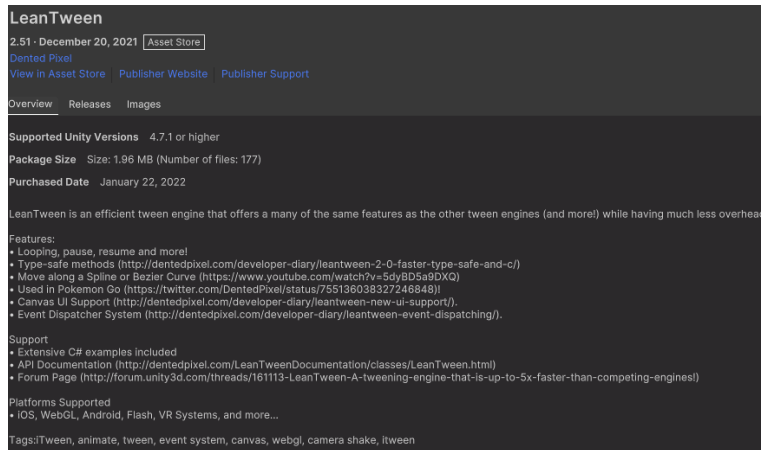 LeanTween
2.51 · December 20, 2021 Asset Store
Dented Pixel
View in Asset Store Publisher Website Publisher Support
Overview Releases Images
Supported Unity Versions 4.7.1 or higher
Package Size Size: 1.96 MB (Number of files: 177)
Purchased Date January 22, 2022
LeanTween is an efficient tween engine that offers a many of the same features as the other tween engines (and more!) while having much less overhead
Features:
• Looping, pause, resume and more!
• Type-safe methods (http://dentedpixel.com/developer-diary/leantween-2-0-faster-type-safe-and-c/)
• Move along a Spline or Bezier Curve (https://www.youtube.com/watch?v=5dyBD5a9DXQ)
• Used in Pokemon Go (https://twitter.com/DentedPixel/status/755136038327246848)!
• Canvas UI Support (http://dentedpixel.com/developer-diary/leantween-new-ui-support/).
• Event Dispatcher System (http://dentedpixel.com/developer-diary/leantween-event-dispatching/).
Support
• Extensive C# examples included
• API Documentation (http://dentedpixel.com/LeanTweenDocumentation/classes/LeanTween.html)
• Forum Page (http://forum.unity3d.com/threads/161113-LeanTween-A-tweening-engine-that-is-up-to-5x-faster-than-competing-engines!)
Platforms Supported
• iOS, WebGL, Android, Flash, VR Systems, and more...
Tags:iTween, animate, tween, event system, canvas, webgl, camera shake, itween